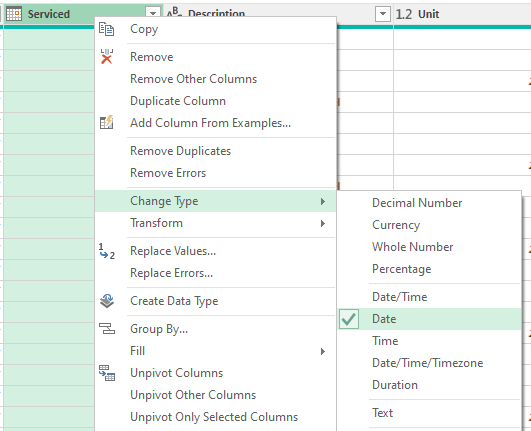 Serviced
ABC Description
1.2 Unit
Copy
Remove
Remove Other Columns
Duplicate Column
Add Column From Examples...
Remove Duplicates
Remove Errors
Change Type
Transform
1 2 Replace Values...
Replace Errors...
Create Data Type
Group By...
Fill
Unpivot Columns
Unpivot Other Columns
Unpivot Only Selected Columns
Decimal Number
Currency
Whole Number
Percentage
Date/Time
Date
Time
Date/Time/Timezone
Duration
Text